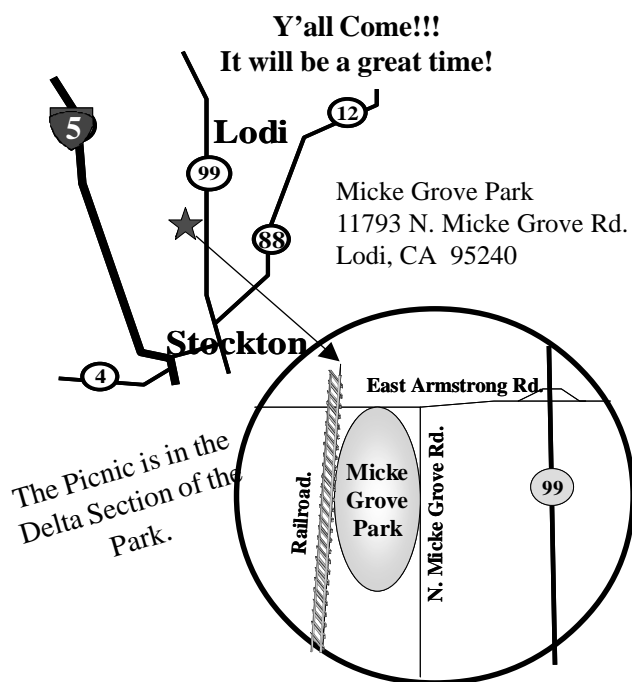 Y’all Come!!!
It will be a great time!
5
Lodi
12
99
88
Micke Grove Park
11793 N. Micke Grove Rd.
Lodi, CA 95240
Stockton
4
East Armstrong Rd.
The Picnic is in the
Delta Section of the
Park.
Railroad.
Micke
Grove
Park
N. Micke Grove Rd.
99